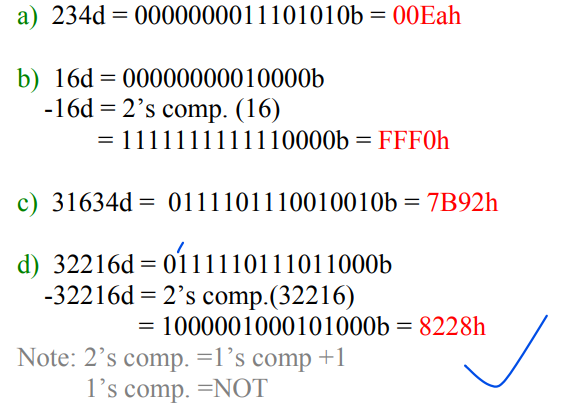 a) 234d = 0000000011101010b = 00Eah
b) 16d = 00000000010000b
-16d = 2's comp. (16)
= 1111111111110000b = FFF0h
c) 31634d = 0111101110010010b = 7B92h
d) 32216d = 0111110111011000b
-32216d = 2's comp.(32216)
= 1000001000101000b = 8228h
Note: 2's comp. =1's comp +1
1's comp. =NOT